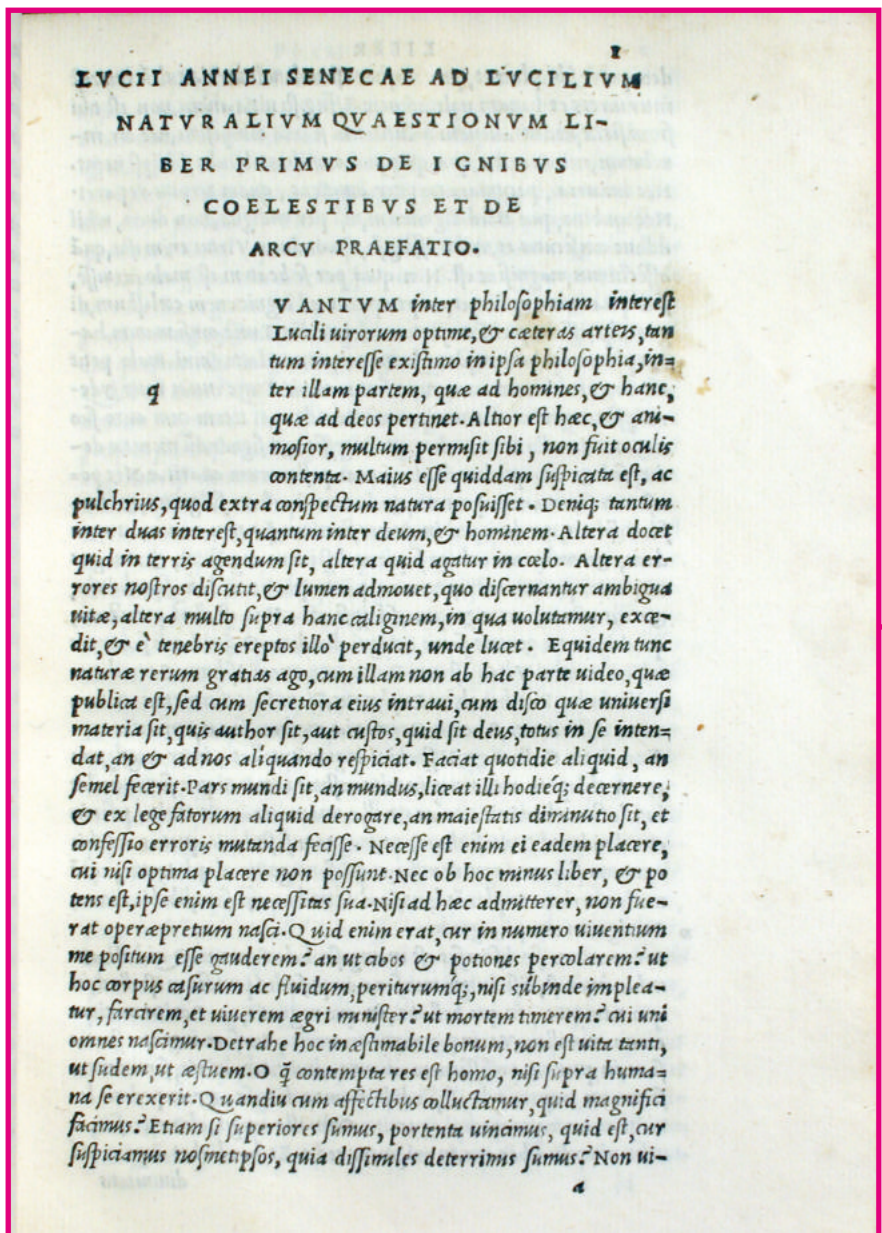 1
LVCII ANNEI SENECAE AD LVCILIVM
NATVRALIVM QVAESTIONVM LI-
BER PRIMVS DE IGNIBVS
COELESTIBVS ET DE
ARCV PRAEFATIO.
VANTVM inter philosophiam interest
Lucili uirorum optime, & cæteras arteis, tan
tum interesse existimo in ipsa philosophia, in=
q
ter illam partem, quæ ad homines, & hanc,
quæ ad deos pertinet. Altior est hæc, & ani-
mosior, multum permisit sibi, non fuit oculis
contenta. Maius esse quiddam suspicata est, ac
pulchrius, quod extra conspectum natura posuisset. Deniq; tantum
inter duas interest, quantum inter deum, & hominem. Altera docet
quid in terris agendum sit, altera quid agatur in cœlo. Altera er-
rores nostros discutit, & lumen admouet, quo discernantur ambigua
uitæ, altera multo supra hanc caliginem, in qua uolutamur, exce-
dit, & è tenebris ereptos illò perducit, unde lucet. Equidem tunc
naturæ rerum gratias ago, cum illam non ab hac parte uideo, quæ
publica est, sed cum secretiora eius intraui, cum disco quæ uniuersi
materia sit, quis author sit, aut custos, quid sit deus, totus in se inten=
dat, an & ad nos aliquando respiciat. Faciat quotidie aliquid, an
semel fecerit. Pars mundi sit, an mundus, liceat illi hodieq́; decernere,
& ex lege fatorum aliquid derogare, an maiestatis diminutio sit, et
confessio erroris mutanda fecisse. Necesse est enim ei eadem placere,
cui nisi optima placere non possunt. Nec ob hoc minus liber, & po
tens est, ipse enim est necessitas sua. Nisi ad hæc admitterer, non fue-
rat operæpretium nasci. Quid enim erat, cur in numero uiuentium
me positum esse gauderem? an ut cibos & potiones percolarem? ut
hoc corpus casurum ac fluidum, periturumq́;, nisi subinde implea-
tur, farcirem, et uiuerem ægri minister? ut mortem timerem? cui uni
omnes nascimur. Detrahe hoc inæstimabile bonum, non est uita tanti,
ut sudem, ut æstuem. O q̃ contempta res est homo, nisi supra huma=
na se erexerit. Quandiu cum affectibus colluctamur, quid magnifici
facimus? Etiam si superiores sumus, portenta uincimus, quid est, cur
suspiciamus nosmetipsos, quia dissimiles deterrimis sumus? Non ui-
a